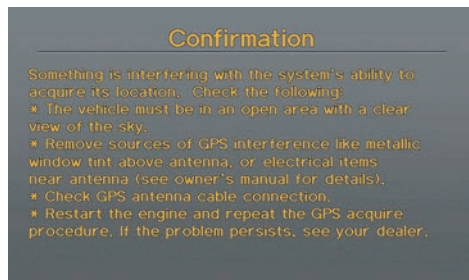 Confirmation
Something is interfering with the system's ability to
acquire its location. Check the following:
* The vehicle must be in an open area with a clear
view of the sky.
* Remove sources of GPS interference like metallic
window tint above antenna, or electrical items
near antenna (see owner's manual for details).
* Check GPS antenna cable connection.
* Restart the engine and repeat the GPS acquire
procedure. If the problem persists, see your dealer.